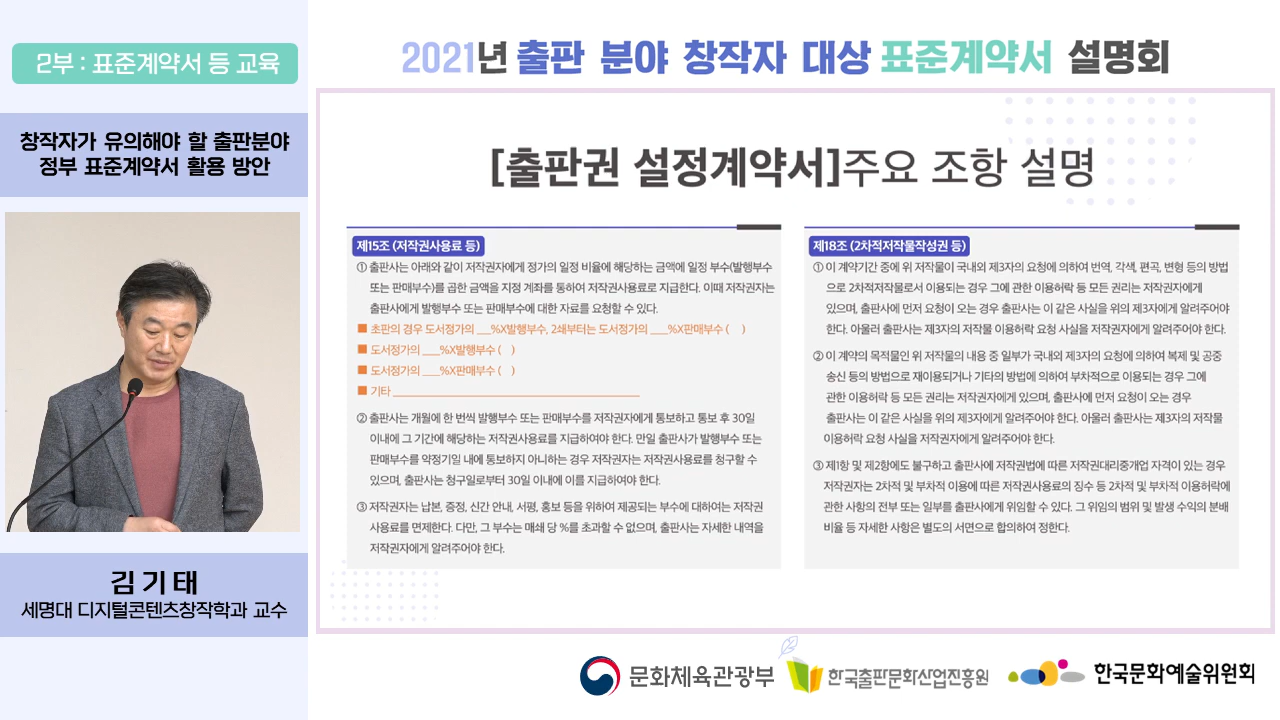 2부 : 표준계약서 등 교육
창작자가 유의해야 할 출판분야
정부 표준계약서 활용 방안
김 기 태
세명대 디지털콘텐츠창작학과 교수
2021년 출판 분야 창작자 대상 표준계약서 설명회
[출판권 설정계약서]주요 조항 설명
제15조 (저작권사용료 등)
① 출판사는 아래와 같이 저작권자에게 정가의 일정 비율에 해당하는 금액에 일정 부수(발행부수
또는 판매부수)를 곱한 금액을 지정 계좌를 통하여 저작권사용료로 지급한다. 이때 저작권자는
출판사에게 발행부수 또는 판매부수에 대한 자료를 요청할 수 있다.
■ 초판의 경우 도서정가의 __%X발행부수, 2쇄부터는 도서정가의 ___%X판매부수 ( )
■ 도서정가의 ___%X발행부수 ( )
■ 도서정가의 ___%X판매부수 ( )
■ 기타 ______________________________
② 출판사는 개월에 한 번씩 발행부수 또는 판매부수를 저작권자에게 통보하고 통보 후 30일
이내에 그 기간에 해당하는 저작권사용료를 지급하여야 한다. 만일 출판사가 발행부수 또는
판매부수를 약정기일 내에 통보하지 아니하는 경우 저작권자는 저작권사용료를 청구할 수
있으며, 출판사는 청구일로부터 30일 이내에 이를 지급하여야 한다.
③ 저작권자는 납본, 증정, 신간 안내, 서평, 홍보 등을 위하여 제공되는 부수에 대하여는 저작권
사용료를 면제한다. 다만, 그 부수는 매쇄 당 %를 초과할 수 없으며, 출판사는 자세한 내역을
저작권자에게 알려주어야 한다.
제18조 (2차적저작물작성권 등)
① 이 계약기간 중에 위 저작물이 국내외 제3자의 요청에 의하여 번역, 각색, 편곡, 변형 등의 방법
으로 2차적저작물로서 이용되는 경우 그에 관한 이용허락 등 모든 권리는 저작권자에게
있으며, 출판사에 먼저 요청이 오는 경우 출판사는 이 같은 사실을 위의 제3자에게 알려주어야
한다. 아울러 출판사는 제3자의 저작물 이용허락 요청 사실을 저작권자에게 알려주어야 한다.
② 이 계약의 목적물인 위 저작물의 내용 중 일부가 국내외 제3자의 요청에 의하여 복제 및 공중
송신 등의 방법으로 재이용되거나 기타의 방법에 의하여 부차적으로 이용되는 경우 그에
관한 이용허락 등 모든 권리는 저작권자에게 있으며, 출판사에 먼저 요청이 오는 경우
출판사는 이 같은 사실을 위의 제3자에게 알려주어야 한다. 아울러 출판사는 제3자의 저작물
이용허락 요청 사실을 저작권자에게 알려주어야 한다.
③ 제1항 및 제2항에도 불구하고 출판사에 저작권법에 따른 저작권대리중개업 자격이 있는 경우
저작권자는 2차적 및 부차적 이용에 따른 저작권사용료의 징수 등 2차적 및 부차적 이용허락에
관한 사항의 전부 또는 일부를 출판사에 위임할 수 있다. 그 위임의 범위 및 발생 수익의 분배
비율 등 자세한 사항은 별도의 서면으로 합의하여 정한다.
문화체육관광부
한국출판문화산업진흥원
한국문화예술위원회